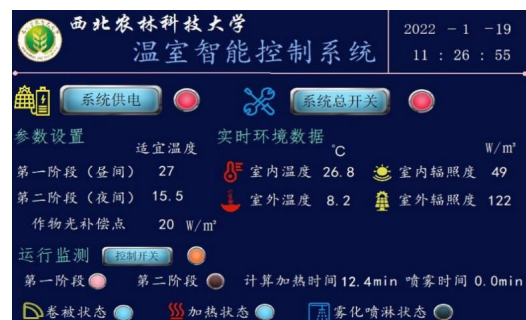 西北农林科技大学
温室智能控制系统
2022 - 1 -19
11 : 26 : 55
系统供电 系统总开关
参数设置 实时环境数据
适宜温度 °C W/m²
第一阶段（昼间） 27 室内温度 26.8 室内辐照度 49
第二阶段（夜间） 15.5 室外温度 8.2 室外辐照度 122
作物光补偿点 20 W/m²
运行监测 控制开关
第一阶段 第二阶段 计算加热时间12.4min 喷雾时间 0.0min
卷被状态 加热状态 雾化喷淋状态